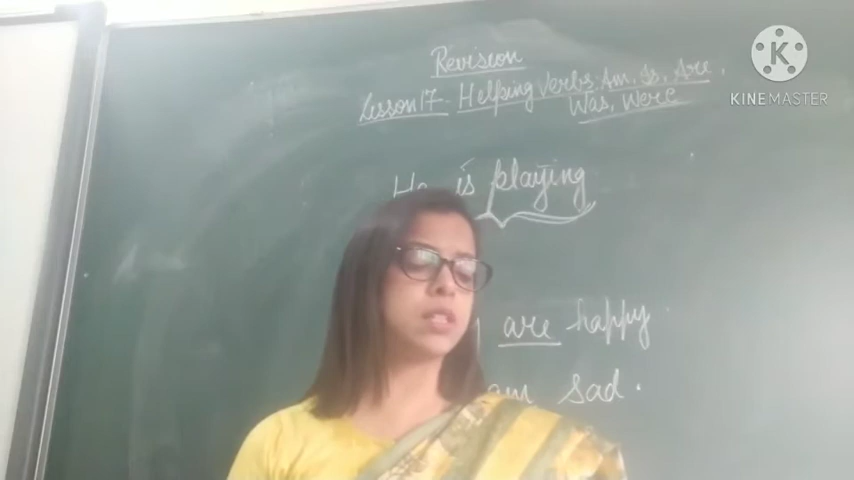 Revision
Lesson 17 - Helping Verbs - Am, Is, Are,
Was, Were
He is playing
are happy
am sad.
KINEMASTER